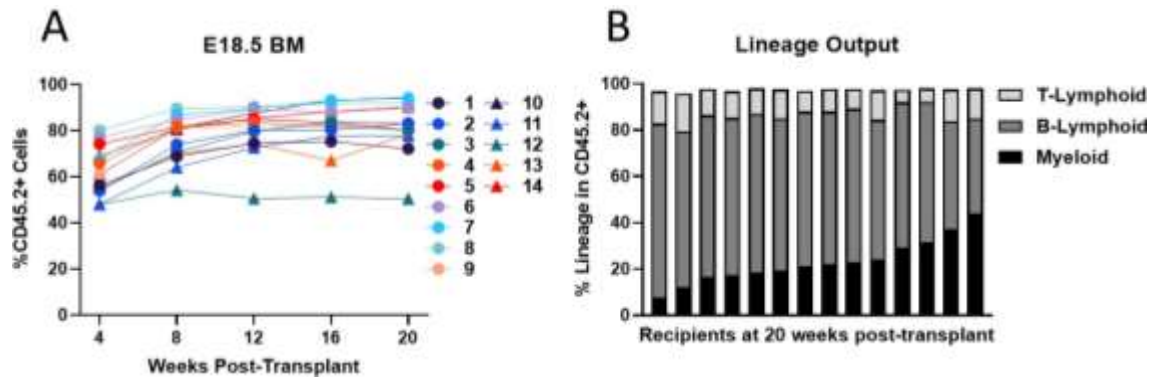 A
E18.5 BM
%CD45.2+ Cells
100
80
60
40
20
0
4 8 12 16 20
Weeks Post-Transplant
1 10
2 11
3 12
4 13
5 14
6
7
8
9
B
Lineage Output
% Lineage in CD45.2+
100
80
60
40
20
0
Recipients at 20 weeks post-transplant
T-Lymphoid
B-Lymphoid
Myeloid